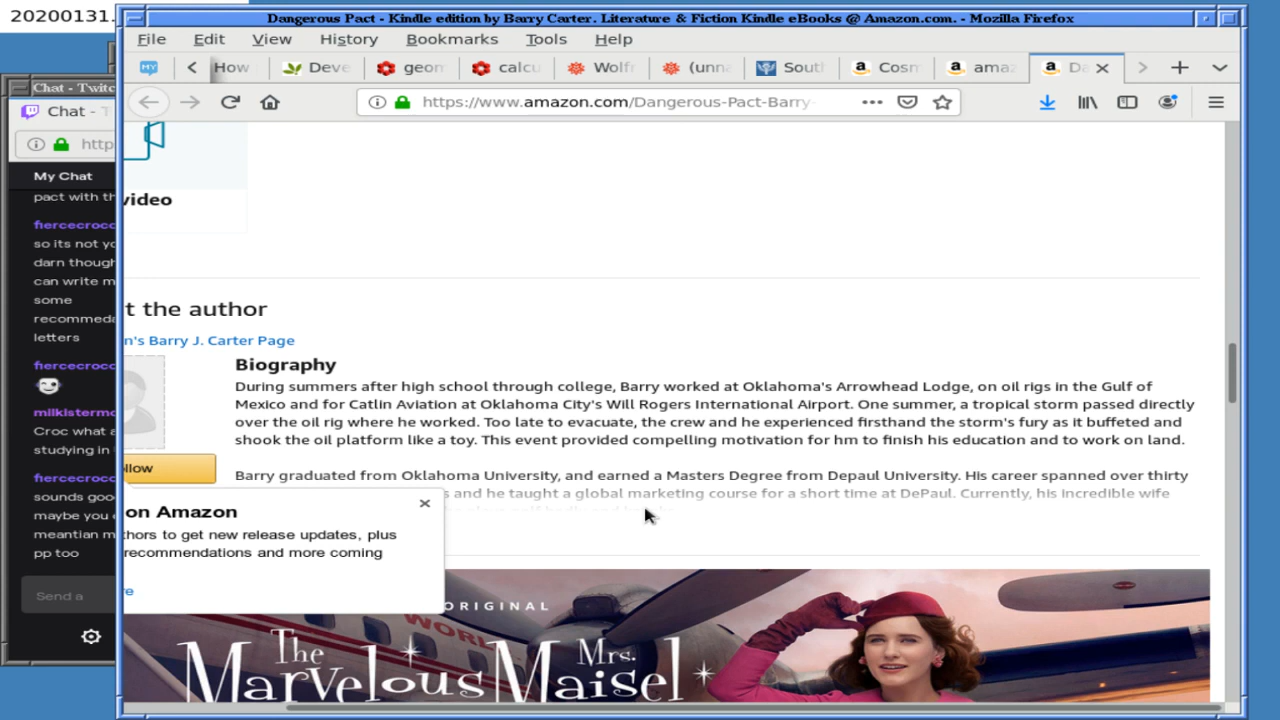 20200131.
Dangerous Pact - Kindle edition by Barry Carter. Literature & Fiction Kindle eBooks @ Amazon.com. - Mozilla Firefox
File Edit View History Bookmarks Tools Help
How Deve geom calcu Wolfr (unna South Cosm amaz Da
https://www.amazon.com/Dangerous-Pact-Barry-
Chat - Twitc
Chat - T
http
My Chat
pact with th
fiercecroco
so its not yo
darn though
can write m
some
recommeda
letters
fiercecroco
milkistermo
Croc what a
studying in
fiercecroco
sounds goo
maybe you
meantian m
pp too
Send a
video
t the author
n's Barry J. Carter Page
Biography
During summers after high school through college, Barry worked at Oklahoma's Arrowhead Lodge, on oil rigs in the Gulf of
Mexico and for Catlin Aviation at Oklahoma City's Will Rogers International Airport. One summer, a tropical storm passed directly
over the oil rig where he worked. Too late to evacuate, the crew and he experienced firsthand the storm's fury as it buffeted and
shook the oil platform like a toy. This event provided compelling motivation for hm to finish his education and to work on land.
Barry graduated from Oklahoma University, and earned a Masters Degree from Depaul University. His career spanned over thirty
s and he taught a global marketing course for a short time at DePaul. Currently, his incredible wife
ollow
on Amazon
thors to get new release updates, plus
recommendations and more coming
re
ORIGINAL
WORL
The Marvelous Mrs. Maisel